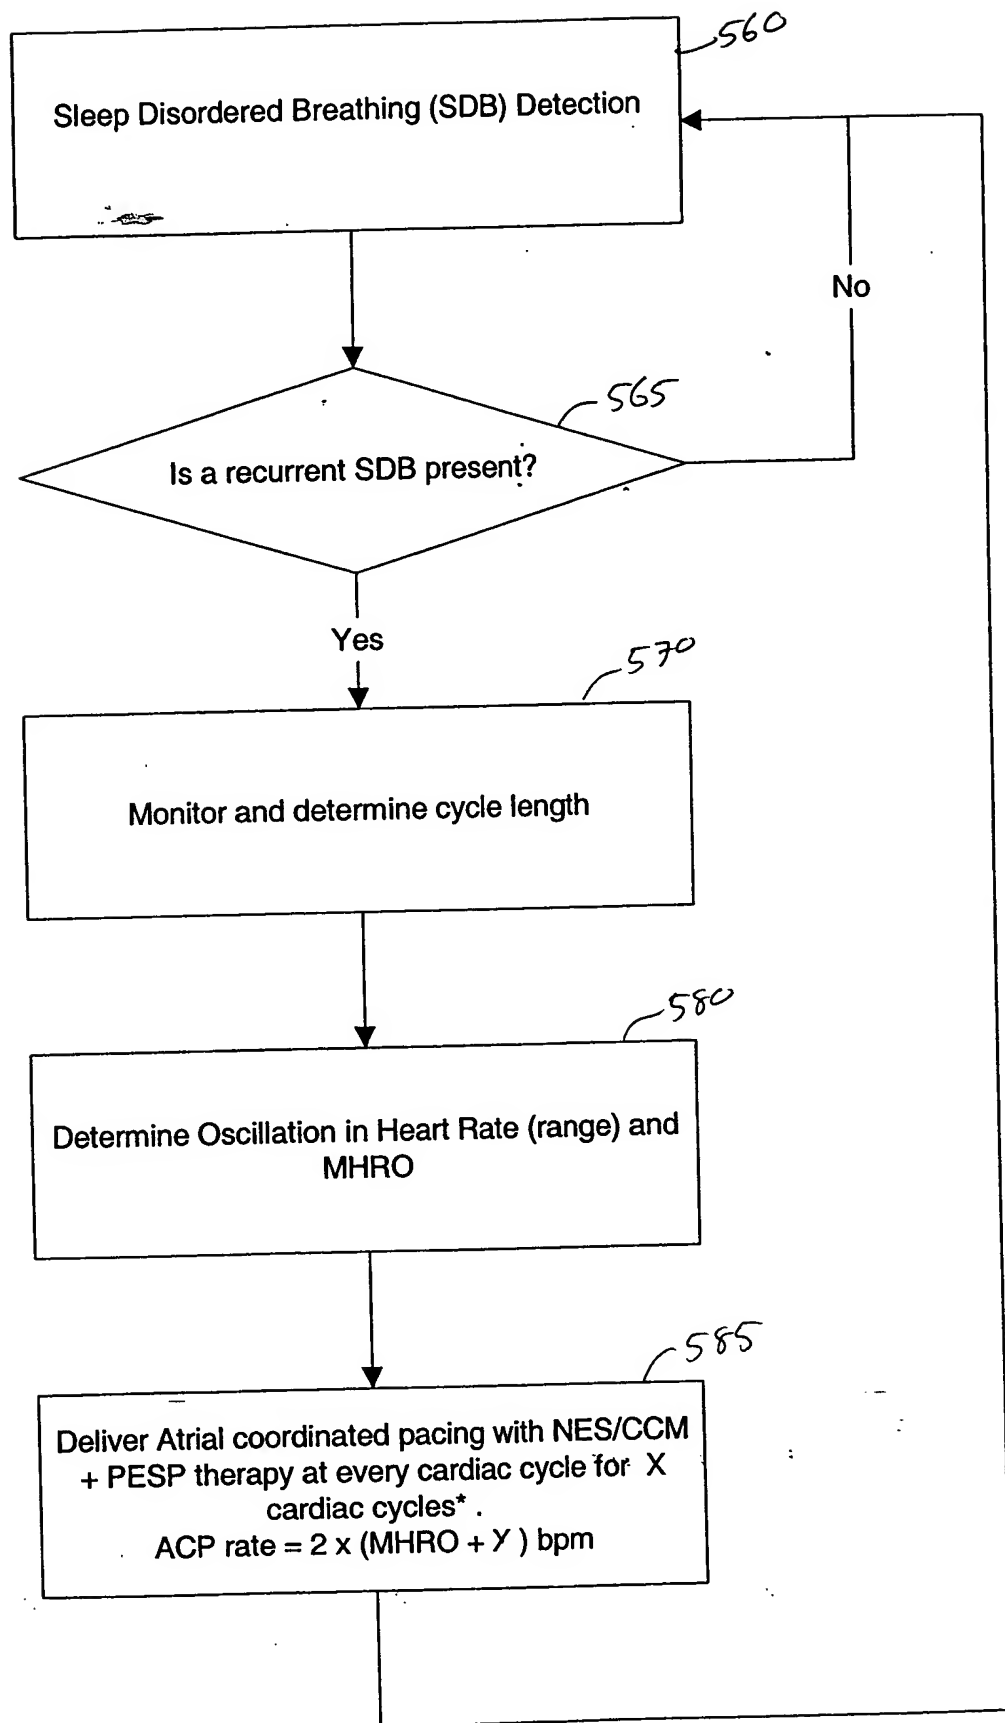 560
Sleep Disordered Breathing (SDB) Detection
No
565
Is a recurrent SDB present?
Yes
570
Monitor and determine cycle length
580
Determine Oscillation in Heart Rate (range) and
MHRO
585
Deliver Atrial coordinated pacing with NES/CCM
+ PESP therapy at every cardiac cycle for X
cardiac cycles* .
ACP rate = 2 x (MHRO + Y ) bpm